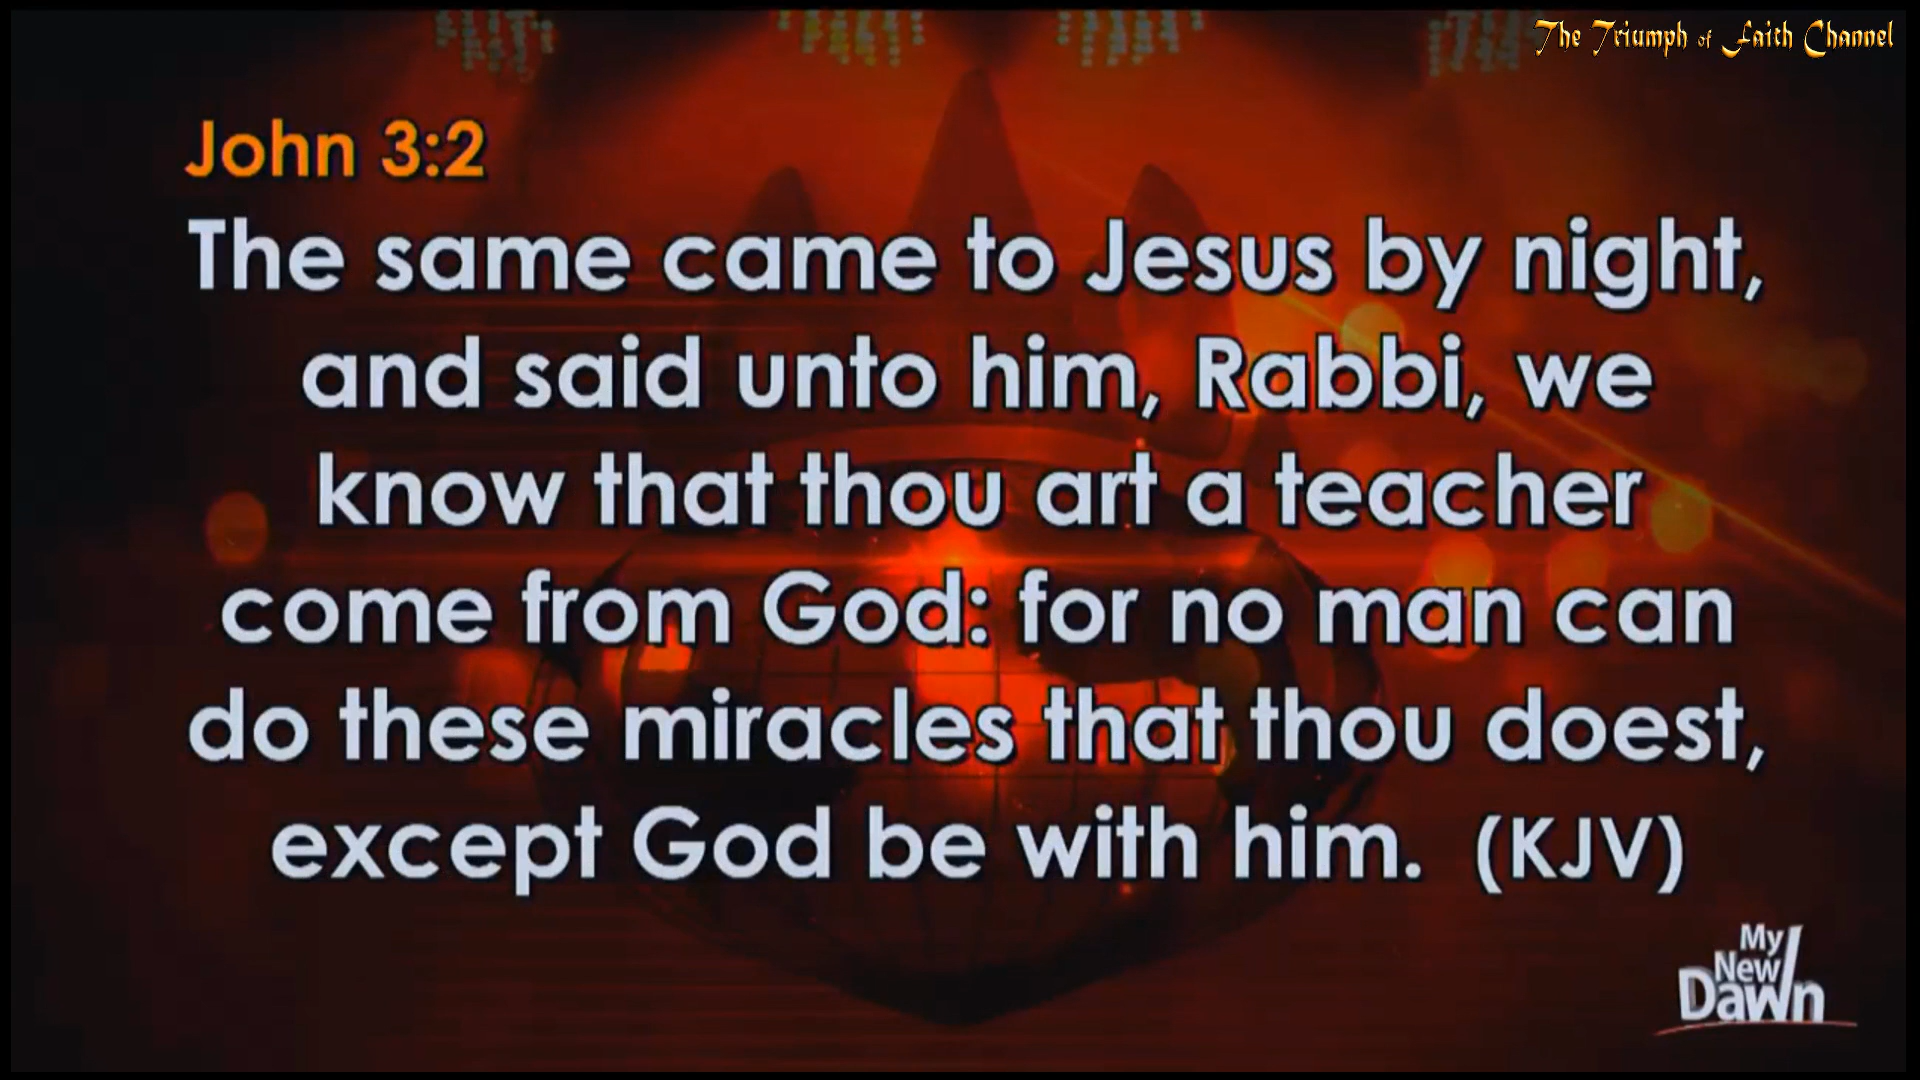 The Triumph of Faith Channel
John 3:2
The same came to Jesus by night,
and said unto him, Rabbi, we
know that thou art a teacher
come from God: for no man can
do these miracles that thou doest,
except God be with him. (KJV)
My
New
Dawn